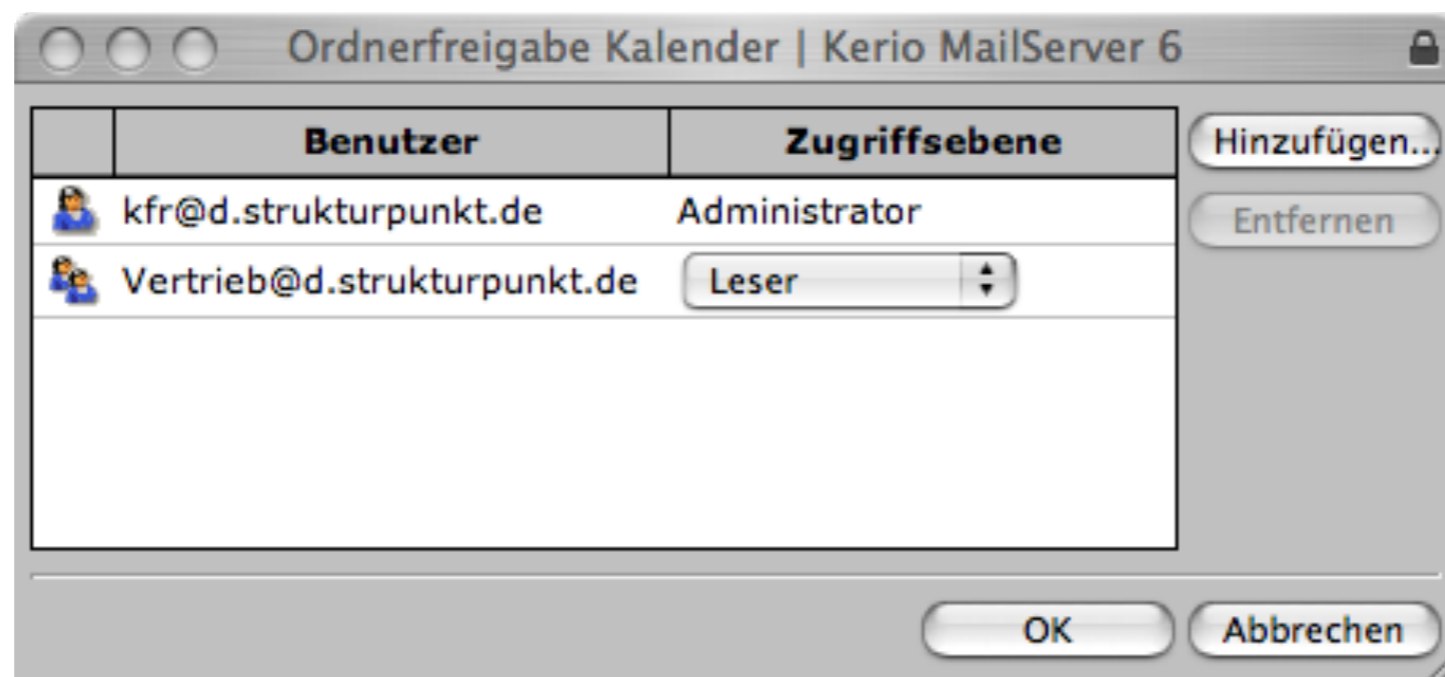 Ordnerfreigabe Kalender | Kerio MailServer 6
Benutzer Zugriffsebene Hinzufügen...
kfr@d.strukturpunkt.de Administrator Entfernen
Vertrieb@d.strukturpunkt.de Leser
OK Abbrechen